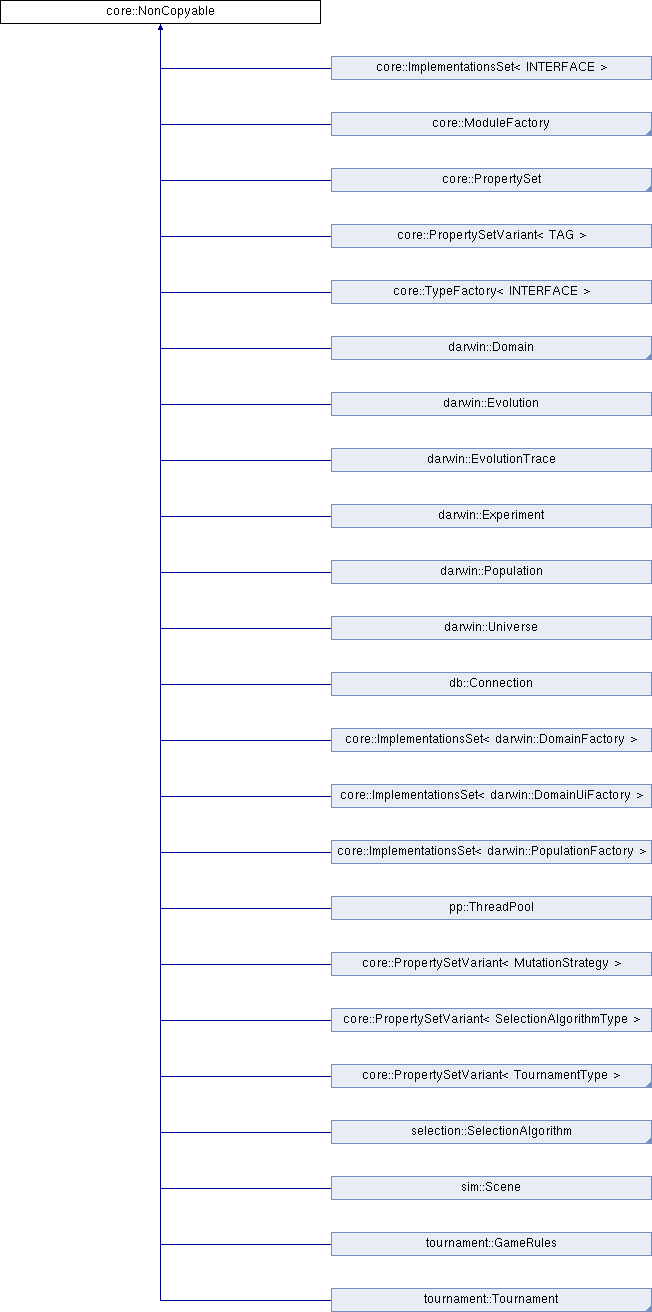 core::NonCopyable
core::ImplementationsSet< INTERFACE >
core::ModuleFactory
core::PropertySet
core::PropertySetVariant< TAG >
core::TypeFactory< INTERFACE >
darwin::Domain
darwin::Evolution
darwin::EvolutionTrace
darwin::Experiment
darwin::Population
darwin::Universe
db::Connection
core::ImplementationsSet< darwin::DomainFactory >
core::ImplementationsSet< darwin::DomainUiFactory >
core::ImplementationsSet< darwin::PopulationFactory >
pp::ThreadPool
core::PropertySetVariant< MutationStrategy >
core::PropertySetVariant< SelectionAlgorithmType >
core::PropertySetVariant< TournamentType >
selection::SelectionAlgorithm
sim::Scene
tournament::GameRules
tournament::Tournament